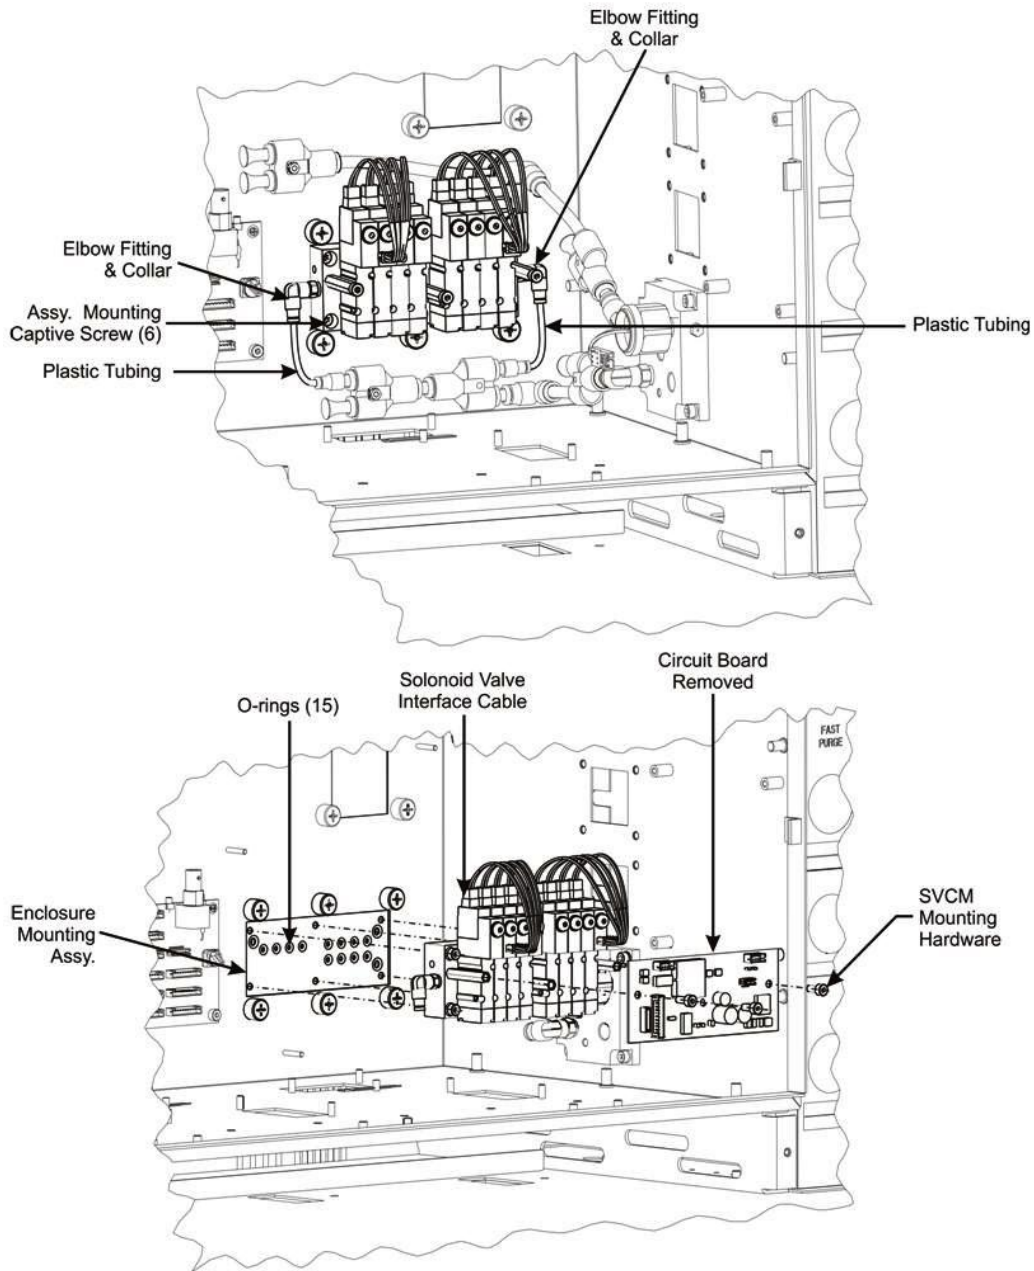 Elbow Fitting
& Collar
Elbow Fitting
& Collar
Assy. Mounting
Captive Screw (6)
Plastic Tubing
Plastic Tubing
Circuit Board
Removed
Solonoid Valve
Interface Cable
O-rings (15)
FAST
PURGE
Enclosure
Mounting
Assy.
SVCM
Mounting
Hardware